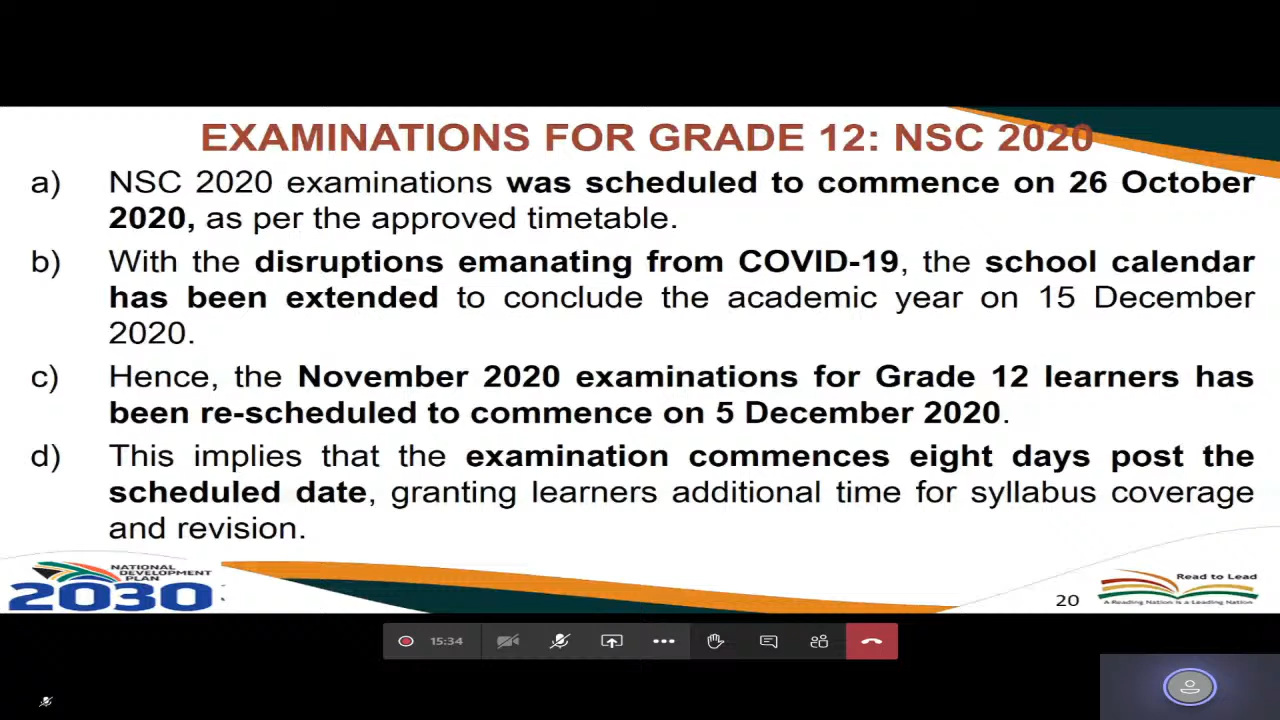 EXAMINATIONS FOR GRADE 12: NSC 2020
a) NSC 2020 examinations was scheduled to commence on 26 October
2020, as per the approved timetable.
b) With the disruptions emanating from COVID-19, the school calendar
has been extended to conclude the academic year on 15 December
2020.
c) Hence, the November 2020 examinations for Grade 12 learners has
been re-scheduled to commence on 5 December 2020.
d) This implies that the examination commences eight days post the
scheduled date, granting learners additional time for syllabus coverage
and revision.
NATIONAL
DEVELOPMENT
PLAN
2030
Read to Lead
A Reading Nation is a Leading Nation
20
15:34